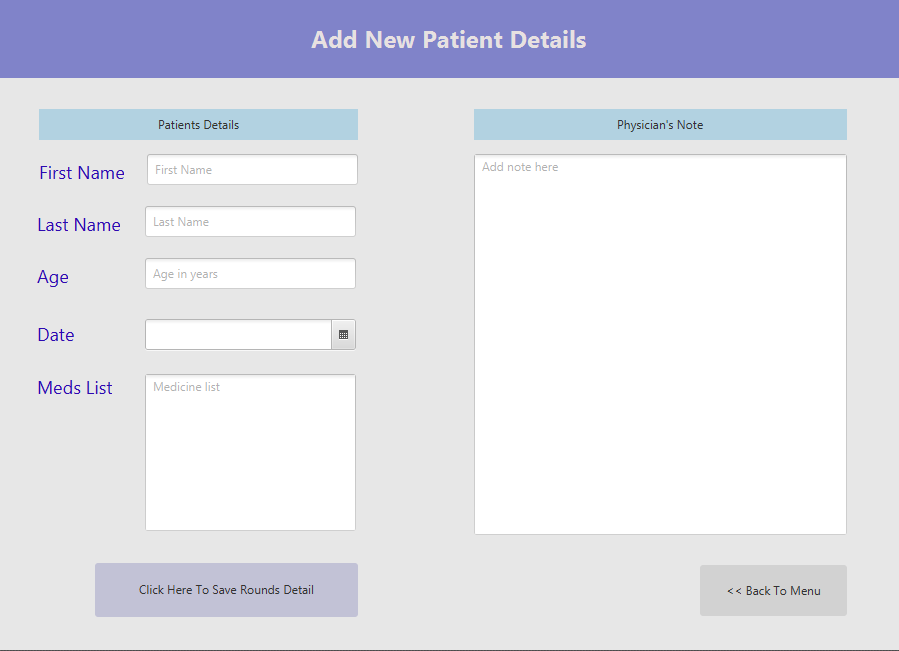 Add New Patient Details
Patients Details
First Name
First Name
Last Name
Last Name
Age
Age in years
Date
Meds List
Medicine list
Click Here To Save Rounds Detail
Physician's Note
Add note here
<< Back To Menu